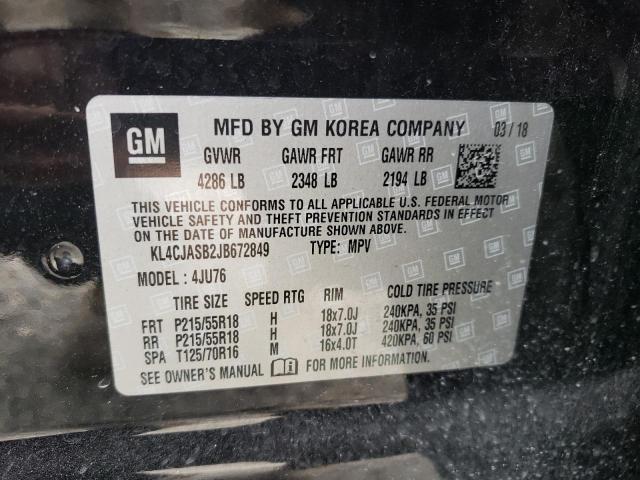 GM
MFD BY GM KOREA COMPANY 03 / 18
GVWR GAWR FRT GAWR RR
4286 LB 2348 LB 2194 LB
THIS VEHICLE CONFORMS TO ALL APPLICABLE U.S. FEDERAL MOTOR
VEHICLE SAFETY AND THEFT PREVENTION STANDARDS IN EFFECT
ON THE DATE OF MANUFACTURE SHOWN ABOVE.
KL4CJASB2JB672849 TYPE: MPV
MODEL : 4JU76
TIRE SIZE SPEED RTG RIM COLD TIRE PRESSURE
FRT P215/55R18 H 18x7.0J 240KPA, 35 PSI
RR P215/55R18 H 18x7.0J 240KPA, 35 PSI
SPA T125/70R16 M 16x4.0T 420KPA, 60 PSI
SEE OWNER'S MANUAL FOR MORE INFORMATION.